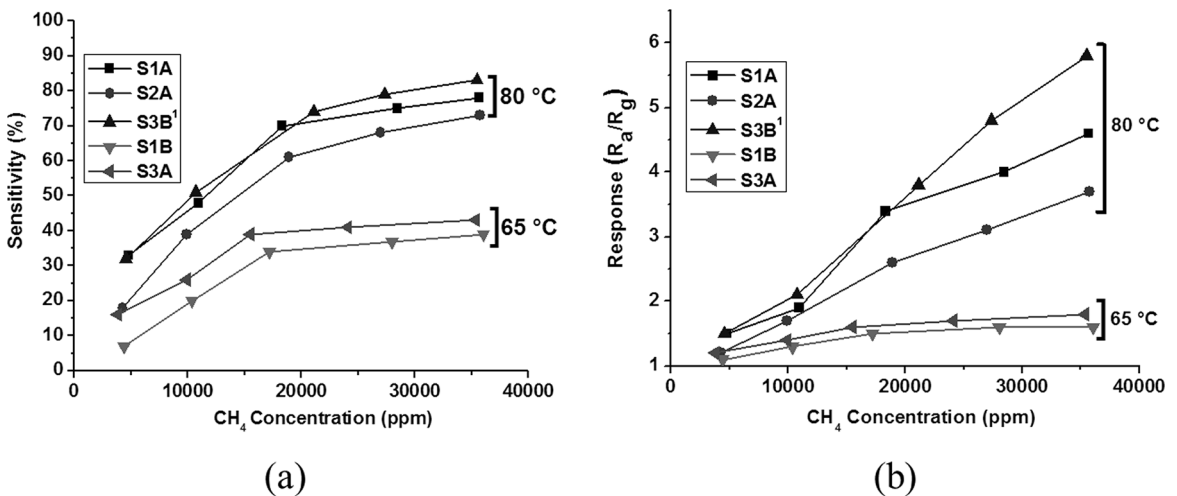 100
90
80
70
60
50
40
30
20
10
0
Sensitivity (%)
S1A
S2A
S3B¹
S1B
S3A
80 °C
65 °C
0 10000 20000 30000 40000
CH₄ Concentration (ppm)
(a)
6
5
4
3
2
1
Response (Ra/Rg)
S1A
S2A
S3B¹
S1B
S3A
80 °C
65 °C
0 10000 20000 30000 40000
CH₄ Concentration (ppm)
(b)